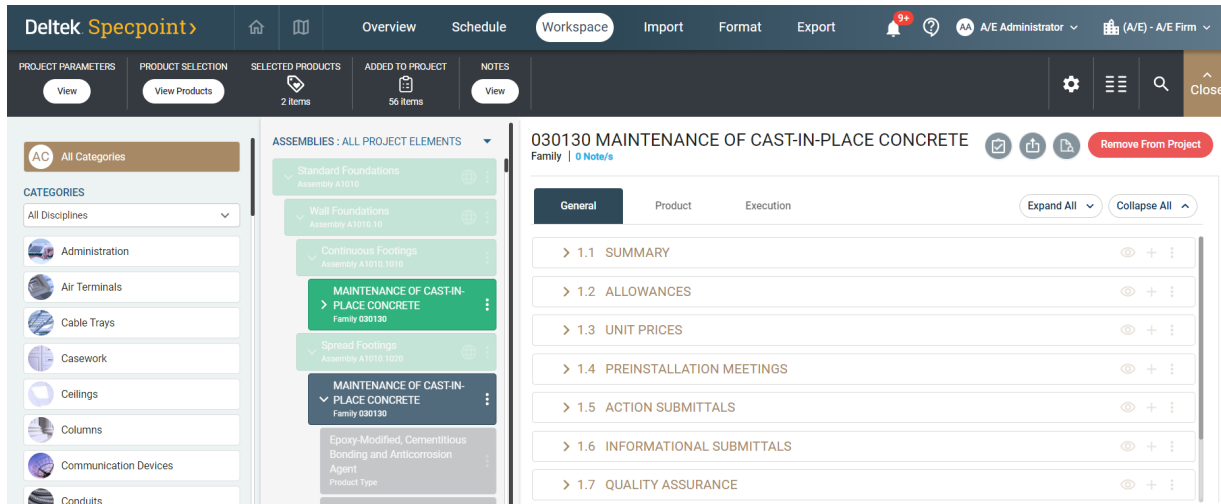 Deltek Specpoint>
Overview Schedule Workspace Import Format Export
9+
AA A/E Administrator
(A/E) - A/E Firm
PROJECT PARAMETERS
View
PRODUCT SELECTION
View Products
SELECTED PRODUCTS
2 items
ADDED TO PROJECT
56 items
NOTES
View
Close
AC All Categories
CATEGORIES
All Disciplines
Administration
Air Terminals
Cable Trays
Casework
Ceilings
Columns
Communication Devices
Conduits
ASSEMBLIES : ALL PROJECT ELEMENTS
Standard Foundations
Assembly A1010
Wall Foundations
Assembly A1010.10
Continuous Footings
Assembly A1010.1010
MAINTENANCE OF CAST-IN-
PLACE CONCRETE
Family 030130
Spread Footings
Assembly A1010.1020
MAINTENANCE OF CAST-IN-
PLACE CONCRETE
Family 030130
Epoxy-Modified, Cementitious
Bonding and Anticorrosion
Agent
Product Type
030130 MAINTENANCE OF CAST-IN-PLACE CONCRETE
Family | 0 Note/s
Remove From Project
General Product Execution
Expand All
Collapse All
1.1 SUMMARY
1.2 ALLOWANCES
1.3 UNIT PRICES
1.4 PREINSTALLATION MEETINGS
1.5 ACTION SUBMITTALS
1.6 INFORMATIONAL SUBMITTALS
1.7 QUALITY ASSURANCE